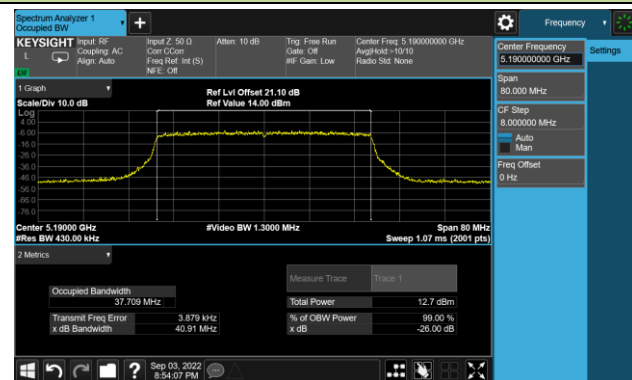 Spectrum Analyzer 1
Occupied BW
Frequency
KEYSIGHT
L
LXI
Input: RF
Coupling: AC
Align: Auto
Input Z: 50 Ω
Corr CCorr
Freq Ref: Int (S)
NFE: Off
Atten: 10 dB
Trig: Free Run
Gate: Off
#IF Gain: Low
Center Freq: 5.190000000 GHz
Avg|Hold:>10/10
Radio Std: None
Center Frequency
5.190000000 GHz
Settings
Span
80.000 MHz
CF Step
8.000000 MHz
Auto
Man
Freq Offset
0 Hz
1 Graph
Scale/Div 10.0 dB
Ref Lvl Offset 21.10 dB
Ref Value 14.00 dBm
Log
4.00
-6.00
-16.0
-26.0
-36.0
-46.0
-56.0
-66.0
-76.0
Center 5.19000 GHz
#Res BW 430.00 kHz
#Video BW 1.3000 MHz
Span 80 MHz
Sweep 1.07 ms (2001 pts)
2 Metrics
Measure Trace
Trace 1
Occupied Bandwidth
37.709 MHz
Total Power
12.7 dBm
Transmit Freq Error
3.879 kHz
% of OBW Power
99.00 %
x dB Bandwidth
40.91 MHz
x dB
-26.00 dB
Sep 03, 2022
8:54:07 PM